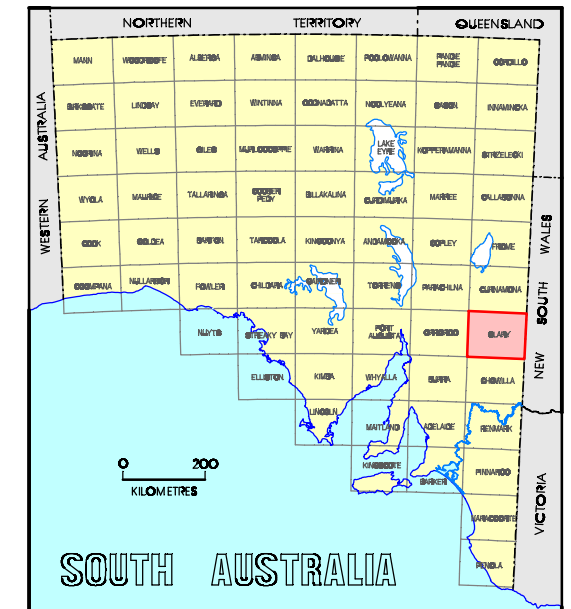 NORTHERN TERRITORY QUEENSLAND
WESTERN AUSTRALIA
NEW SOUTH WALES
VICTORIA
MANN WOODROFFE ALBERGA ABMINGA DALHOUSIE POOLOWANNA PANDIE PANDIE CORDILLO
BIRKSGATE LINDSAY EVERARD WINTINNA OODNADATTA NOOLYEANA GASON INNAMINCKA
NOORINA WELLS GILES MURLOOCOPPIE WARRINA LAKE EYRE KOPPERAMANNA STRZELECKI
WYOLA MAURICE TALLARINGA COOBER PEDY BILLAKALINA CURDIMURKA MARREE CALLABONNA
COOK OOLDEA BARTON TARCOOLA KINGOONYA ANDAMOOKA COPLEY FROME
COOMPANA NULLARBOR FOWLER CHILDARA GAIRDNER TORRENS PARACHILNA CURNAMONA
NUYTS STREAKY BAY YARDEA PORT AUGUSTA ORROROO OLARY
ELLISTON KIMBA WHYALLA BURRA CHOWILLA
LINCOLN MAITLAND ADELAIDE RENMARK
KINGSCOTE BARKER PINNAROO
NARACOORTE
PENOLA
0 200
KILOMETRES
SOUTH AUSTRALIA